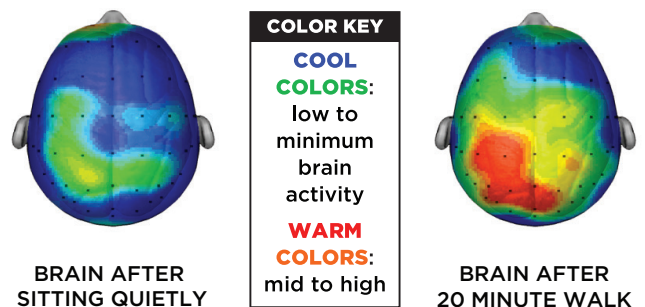 COLOR KEY
COOL
COLORS:
low to
minimum
brain
activity
WARM
COLORS:
mid to high
BRAIN AFTER
SITTING QUIETLY
BRAIN AFTER
20 MINUTE WALK